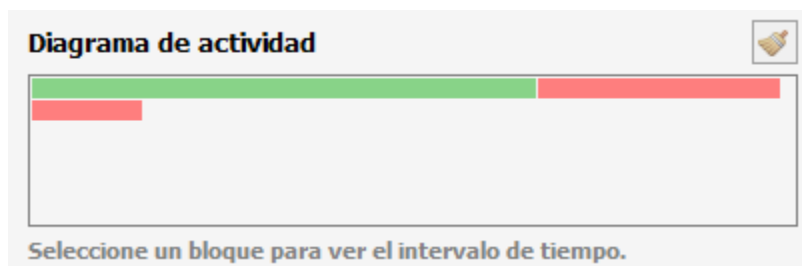 Diagrama de actividad
Seleccione un bloque para ver el intervalo de tiempo.